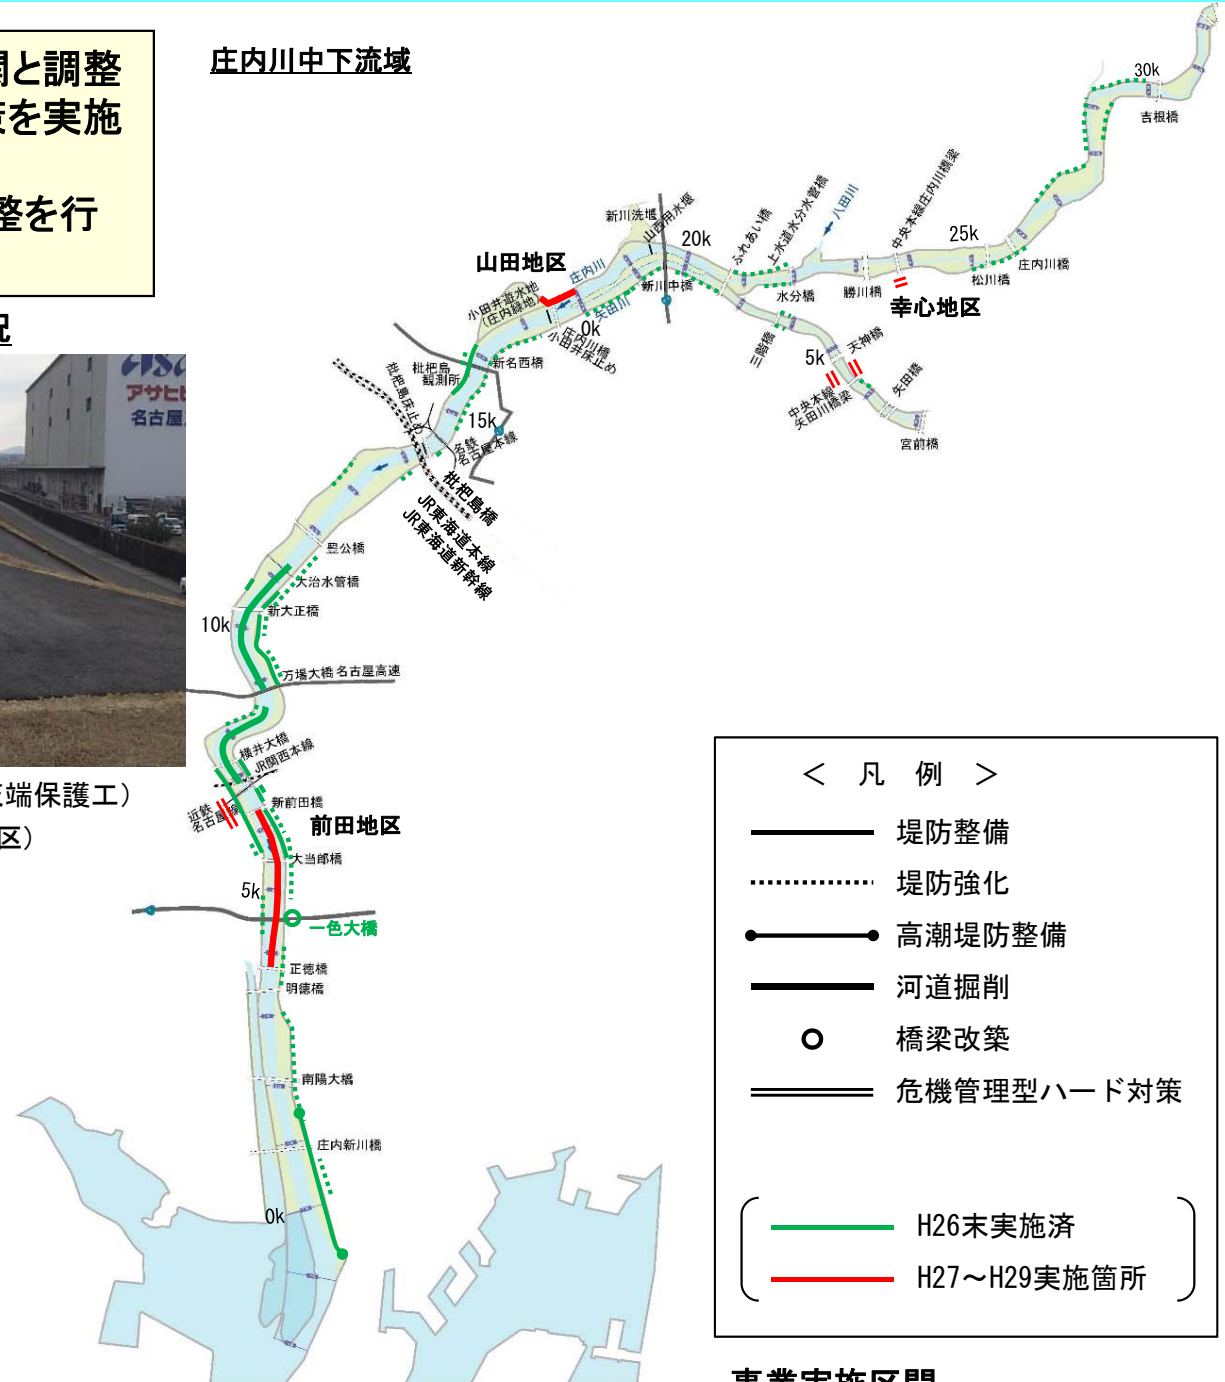 庄内川中下流域
関と調整
策を実施
整を行
況
アサヒビ
名古屋
端保護工)
区)
30k
吉根橋
中央本線庄内川橋梁
25k
庄内川橋
松川橋
幸心地区
勝川橋
八田川
上水道水分水管橋
ふれあい橋
水分橋
20k
山西用水堰
新川洗堰
新川中橋
三階橋
5k
天神橋
中央本線
矢田川橋梁
矢田橋
宮前橋
山田地区
庄内川
矢田川
小田井遊水地
(庄内緑地)
0k
庄内川橋
小田井床止め
新名西橋
枇杷島
観測所
枇杷島床止め
15k
名鉄
名古屋本線
枇杷島橋
JR東海道本線
JR東海道新幹線
豊公橋
大治水管橋
新大正橋
10k
万場大橋 名古屋高速
横井大橋
JR関西本線
近鉄
名古屋線
新前田橋
前田地区
大当郎橋
5k
一色大橋
正徳橋
明徳橋
南陽大橋
庄内新川橋
0k
＜ 凡 例 ＞
堤防整備
堤防強化
高潮堤防整備
河道掘削
橋梁改築
危機管理型ハード対策
H26末実施済
H27～H29実施箇所
事業実施区間